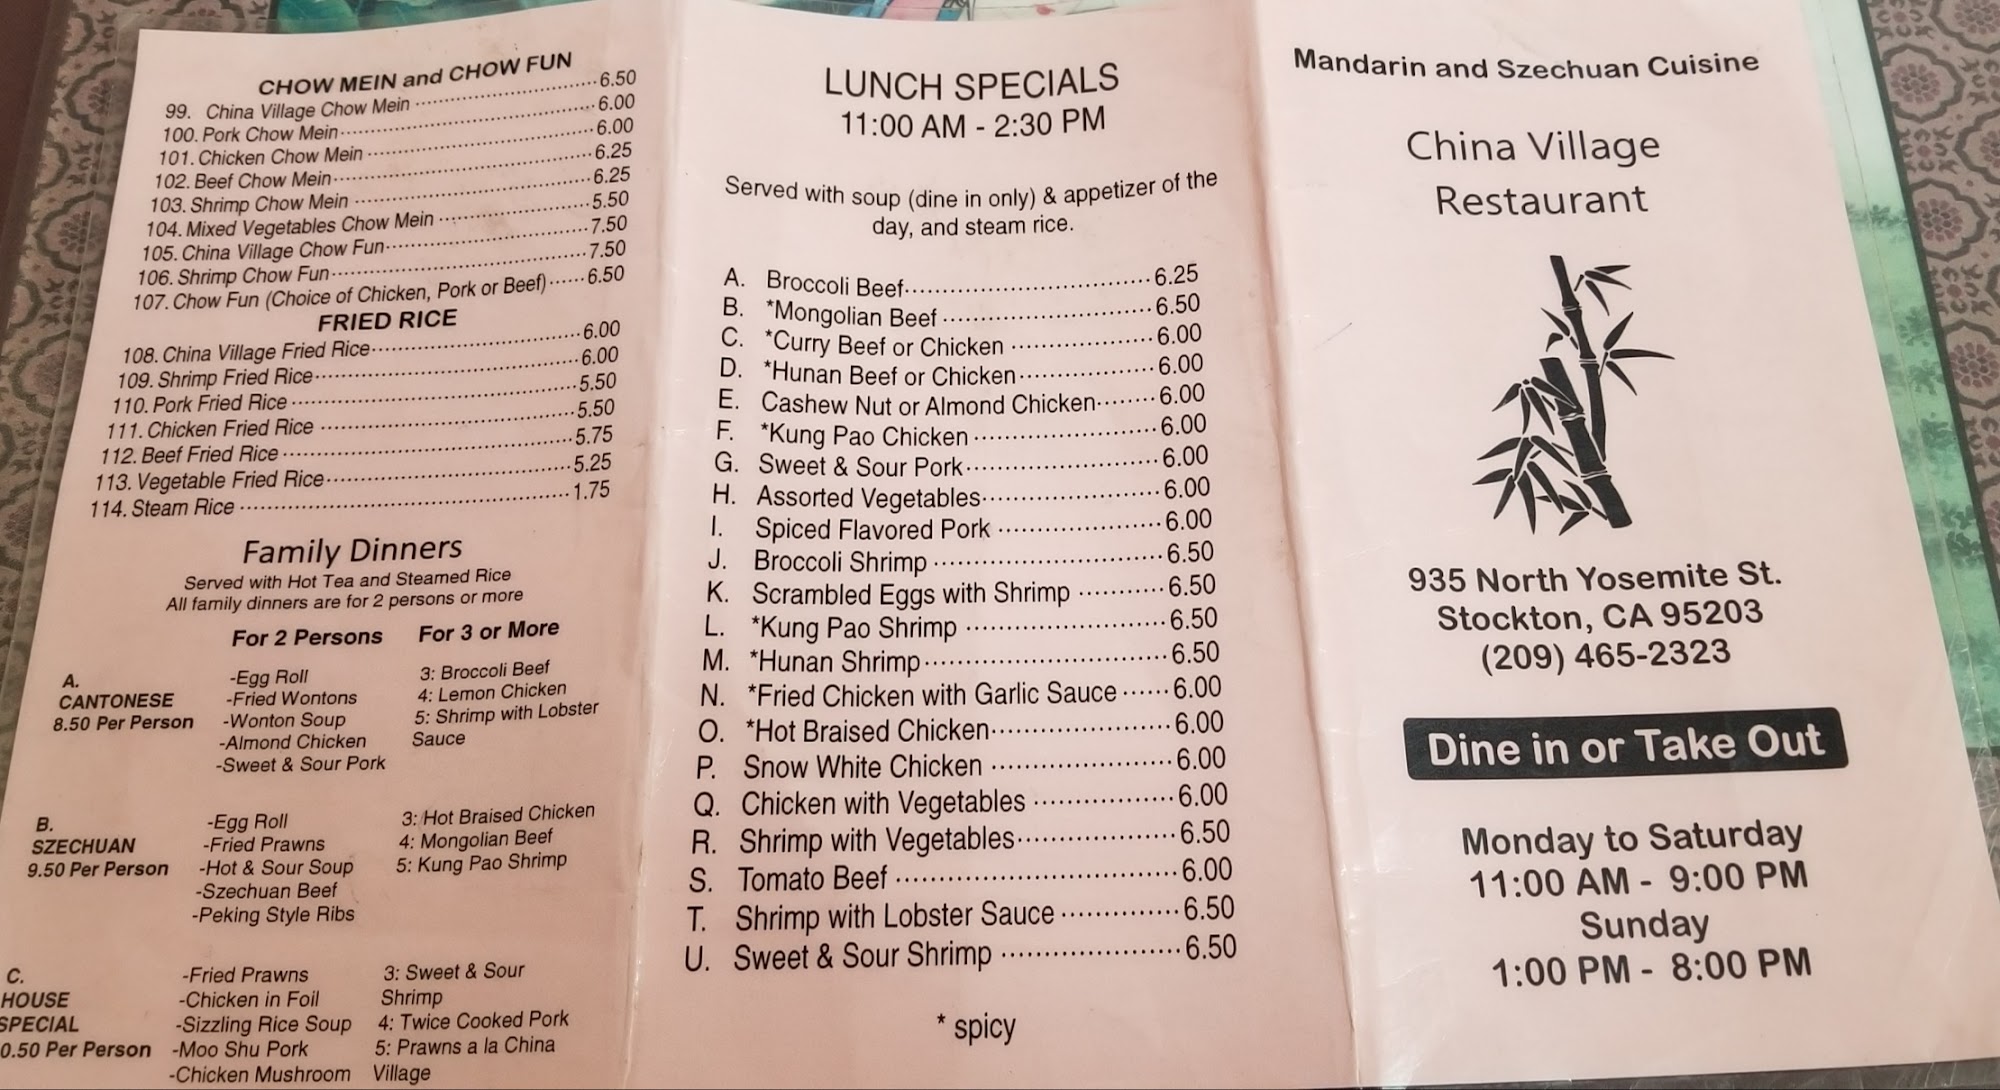 CHOW MEIN and CHOW FUN
99. China Village Chow Mein 6.50
100. Pork Chow Mein 6.00
101. Chicken Chow Mein 6.00
102. Beef Chow Mein 6.25
103. Shrimp Chow Mein 6.25
104. Mixed Vegetables Chow Mein 5.50
105. China Village Chow Fun 7.50
106. Shrimp Chow Fun 7.50
107. Chow Fun (Choice of Chicken, Pork or Beef) 6.50
FRIED RICE
108. China Village Fried Rice 6.00
109. Shrimp Fried Rice 6.00
110. Pork Fried Rice 5.50
111. Chicken Fried Rice 5.50
112. Beef Fried Rice 5.75
113. Vegetable Fried Rice 5.25
114. Steam Rice 1.75
Family Dinners
Served with Hot Tea and Steamed Rice
All family dinners are for 2 persons or more
For 2 Persons For 3 or More
A.
CANTONESE
8.50 Per Person
-Egg Roll
-Fried Wontons
-Wonton Soup
-Almond Chicken
-Sweet & Sour Pork
3: Broccoli Beef
4: Lemon Chicken
5: Shrimp with Lobster
Sauce
B.
SZECHUAN
9.50 Per Person
-Egg Roll
-Fried Prawns
-Hot & Sour Soup
-Szechuan Beef
-Peking Style Ribs
3: Hot Braised Chicken
4: Mongolian Beef
5: Kung Pao Shrimp
C.
HOUSE
SPECIAL
0.50 Per Person
-Fried Prawns
-Chicken in Foil
-Sizzling Rice Soup
-Moo Shu Pork
-Chicken Mushroom
3: Sweet & Sour
Shrimp
4: Twice Cooked Pork
5: Prawns a la China
Village
LUNCH SPECIALS
11:00 AM - 2:30 PM
Served with soup (dine in only) & appetizer of the
day, and steam rice.
A. Broccoli Beef 6.25
B. *Mongolian Beef 6.50
C. *Curry Beef or Chicken 6.00
D. *Hunan Beef or Chicken 6.00
E. Cashew Nut or Almond Chicken 6.00
F. *Kung Pao Chicken 6.00
G. Sweet & Sour Pork 6.00
H. Assorted Vegetables 6.00
I. Spiced Flavored Pork 6.00
J. Broccoli Shrimp 6.50
K. Scrambled Eggs with Shrimp 6.50
L. *Kung Pao Shrimp 6.50
M. *Hunan Shrimp 6.50
N. *Fried Chicken with Garlic Sauce 6.00
O. *Hot Braised Chicken 6.00
P. Snow White Chicken 6.00
Q. Chicken with Vegetables 6.00
R. Shrimp with Vegetables 6.50
S. Tomato Beef 6.00
T. Shrimp with Lobster Sauce 6.50
U. Sweet & Sour Shrimp 6.50
* spicy
Mandarin and Szechuan Cuisine
China Village
Restaurant
935 North Yosemite St.
Stockton, CA 95203
(209) 465-2323
Dine in or Take Out
Monday to Saturday
11:00 AM - 9:00 PM
Sunday
1:00 PM - 8:00 PM